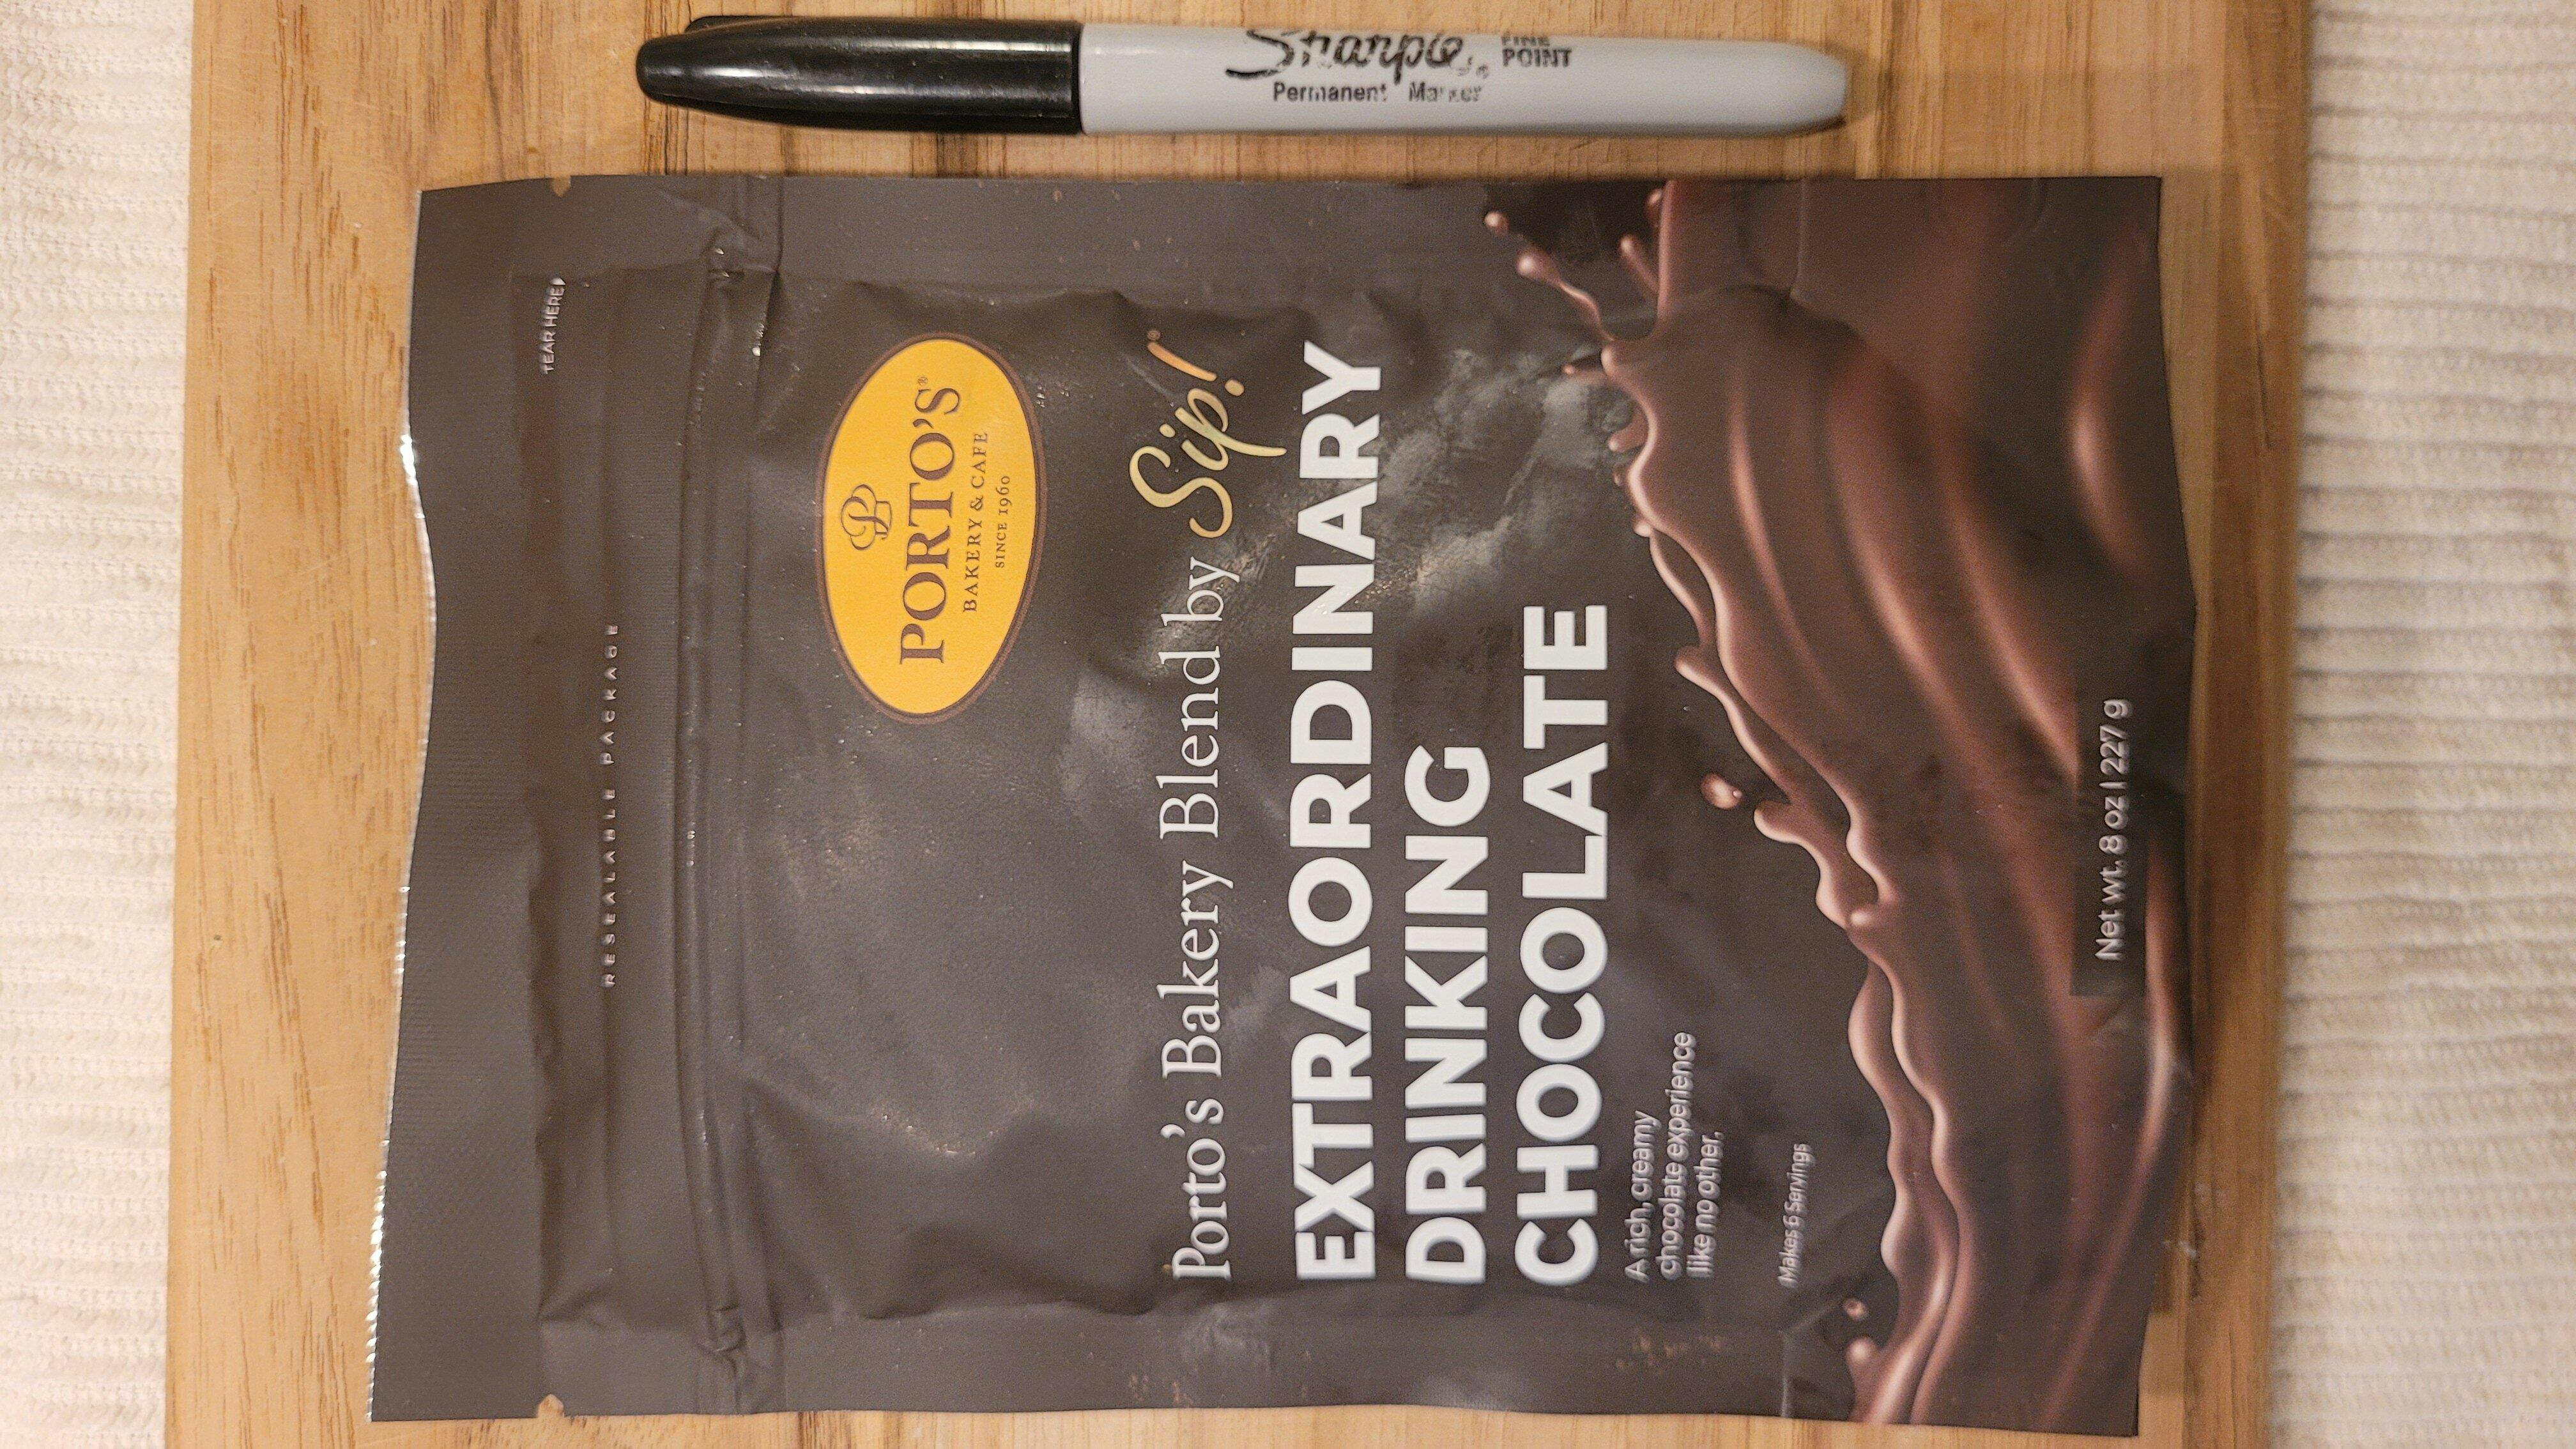 Sharpie® FINE
POINT
Permanent Marker
TEAR HERE
RESEALABLE PACKAGE
PORTO'S®
BAKERY & CAFE
SINCE 1960
Porto's Bakery Blend by Sip!®
EXTRAORDINARY
DRINKING
CHOCOLATE
A rich, creamy
chocolate experience
like no other.
Makes 6 Servings
Net wt. 8 oz | 227 g